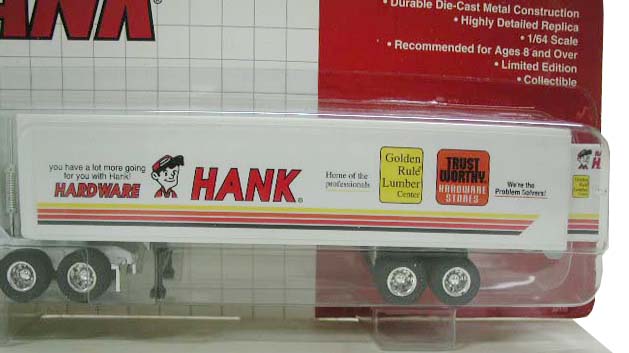 HANK®
• Durable Die-Cast Metal Construction
• Highly Detailed Replica
• 1/64 Scale
• Recommended for Ages 8 and Over
• Limited Edition
• Collectible
you have a lot more going
for you with Hank!
HARDWARE
HANK®
Home of the
professionals
Golden
Rule
Lumber
Center
TRUST
WORTHY
HARDWARE
STORES
We're the
Problem Solvers!